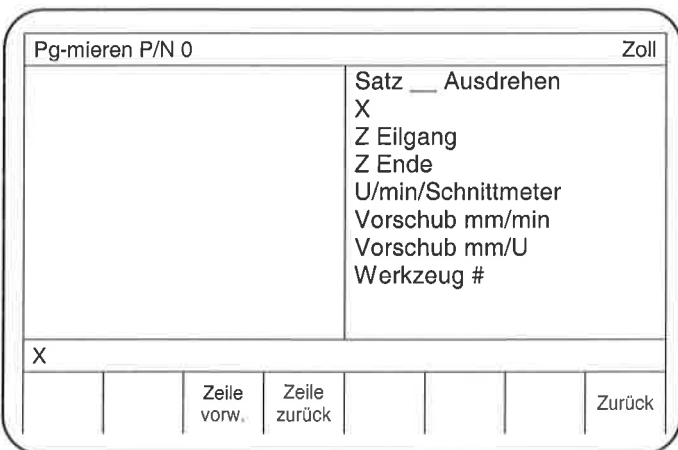 Pg-mieren P/N 0 Zoll
Satz __ Ausdrehen
X
Z Eilgang
Z Ende
U/min/Schnittmeter
Vorschub mm/min
Vorschub mm/U
Werkzeug #
X
Zeile vorw.
Zeile zurück
Zurück